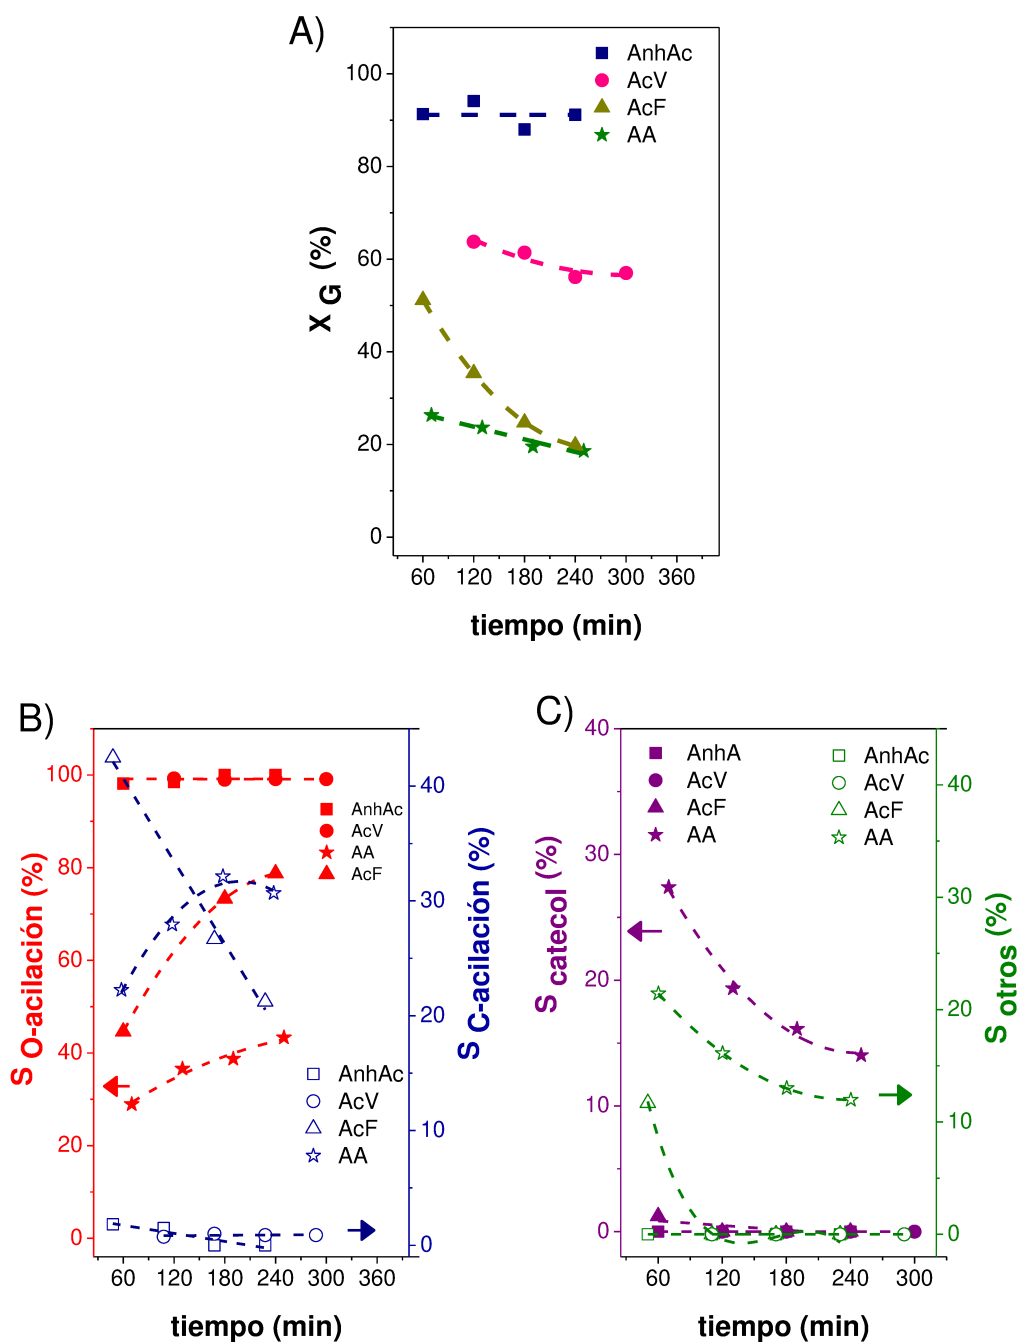 A)
AnhAc
AcV
AcF
AA
100
80
60
40
20
0
X G (%)
60 120 180 240 300 360
tiempo (min)
B)
100
80
60
40
20
0
S O-acilación (%)
AnhAc
AcV
AA
AcF
AnhAc
AcV
AcF
AA
40
30
20
10
0
S C-acilación (%)
60 120 180 240 300 360
tiempo (min)
C)
40
30
20
10
0
S catecol (%)
AnhA
AcV
AcF
AA
AnhAc
AcV
AcF
AA
40
30
20
10
0
S otros (%)
60 120 180 240 300
tiempo (min)